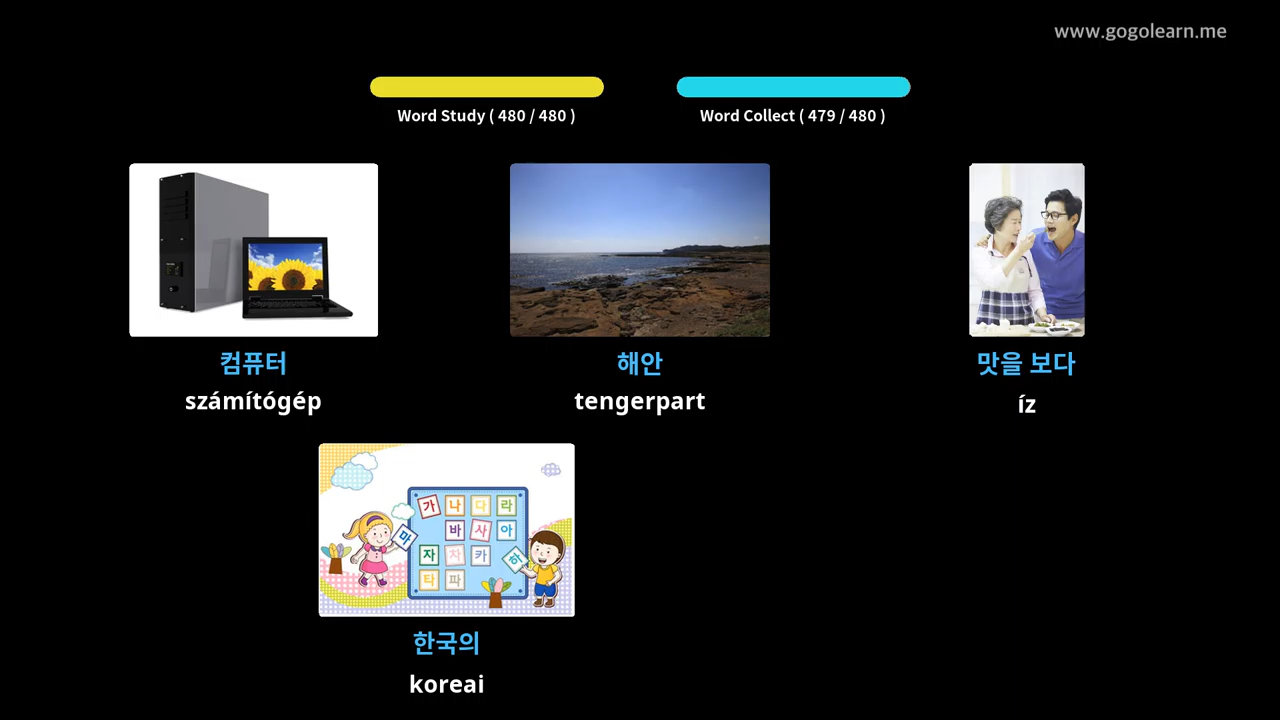 www.gogolearn.me
Word Study ( 480 / 480 )
Word Collect ( 479 / 480 )
컴퓨터
számítógép
해안
tengerpart
맛을 보다
íz
가 나 다 라
마 바 사 아
자 차 카 하
타 파
한국의
koreai